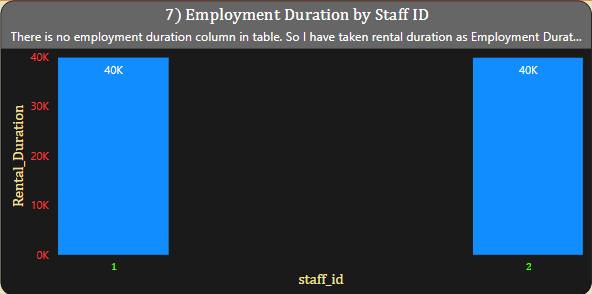 7) Employment Duration by Staff ID
There is no employment duration column in table. So I have taken rental duration as Employment Durat...
40K
40K
40K
30K
20K
10K
0K
Rental_Duration
1
2
staff_id